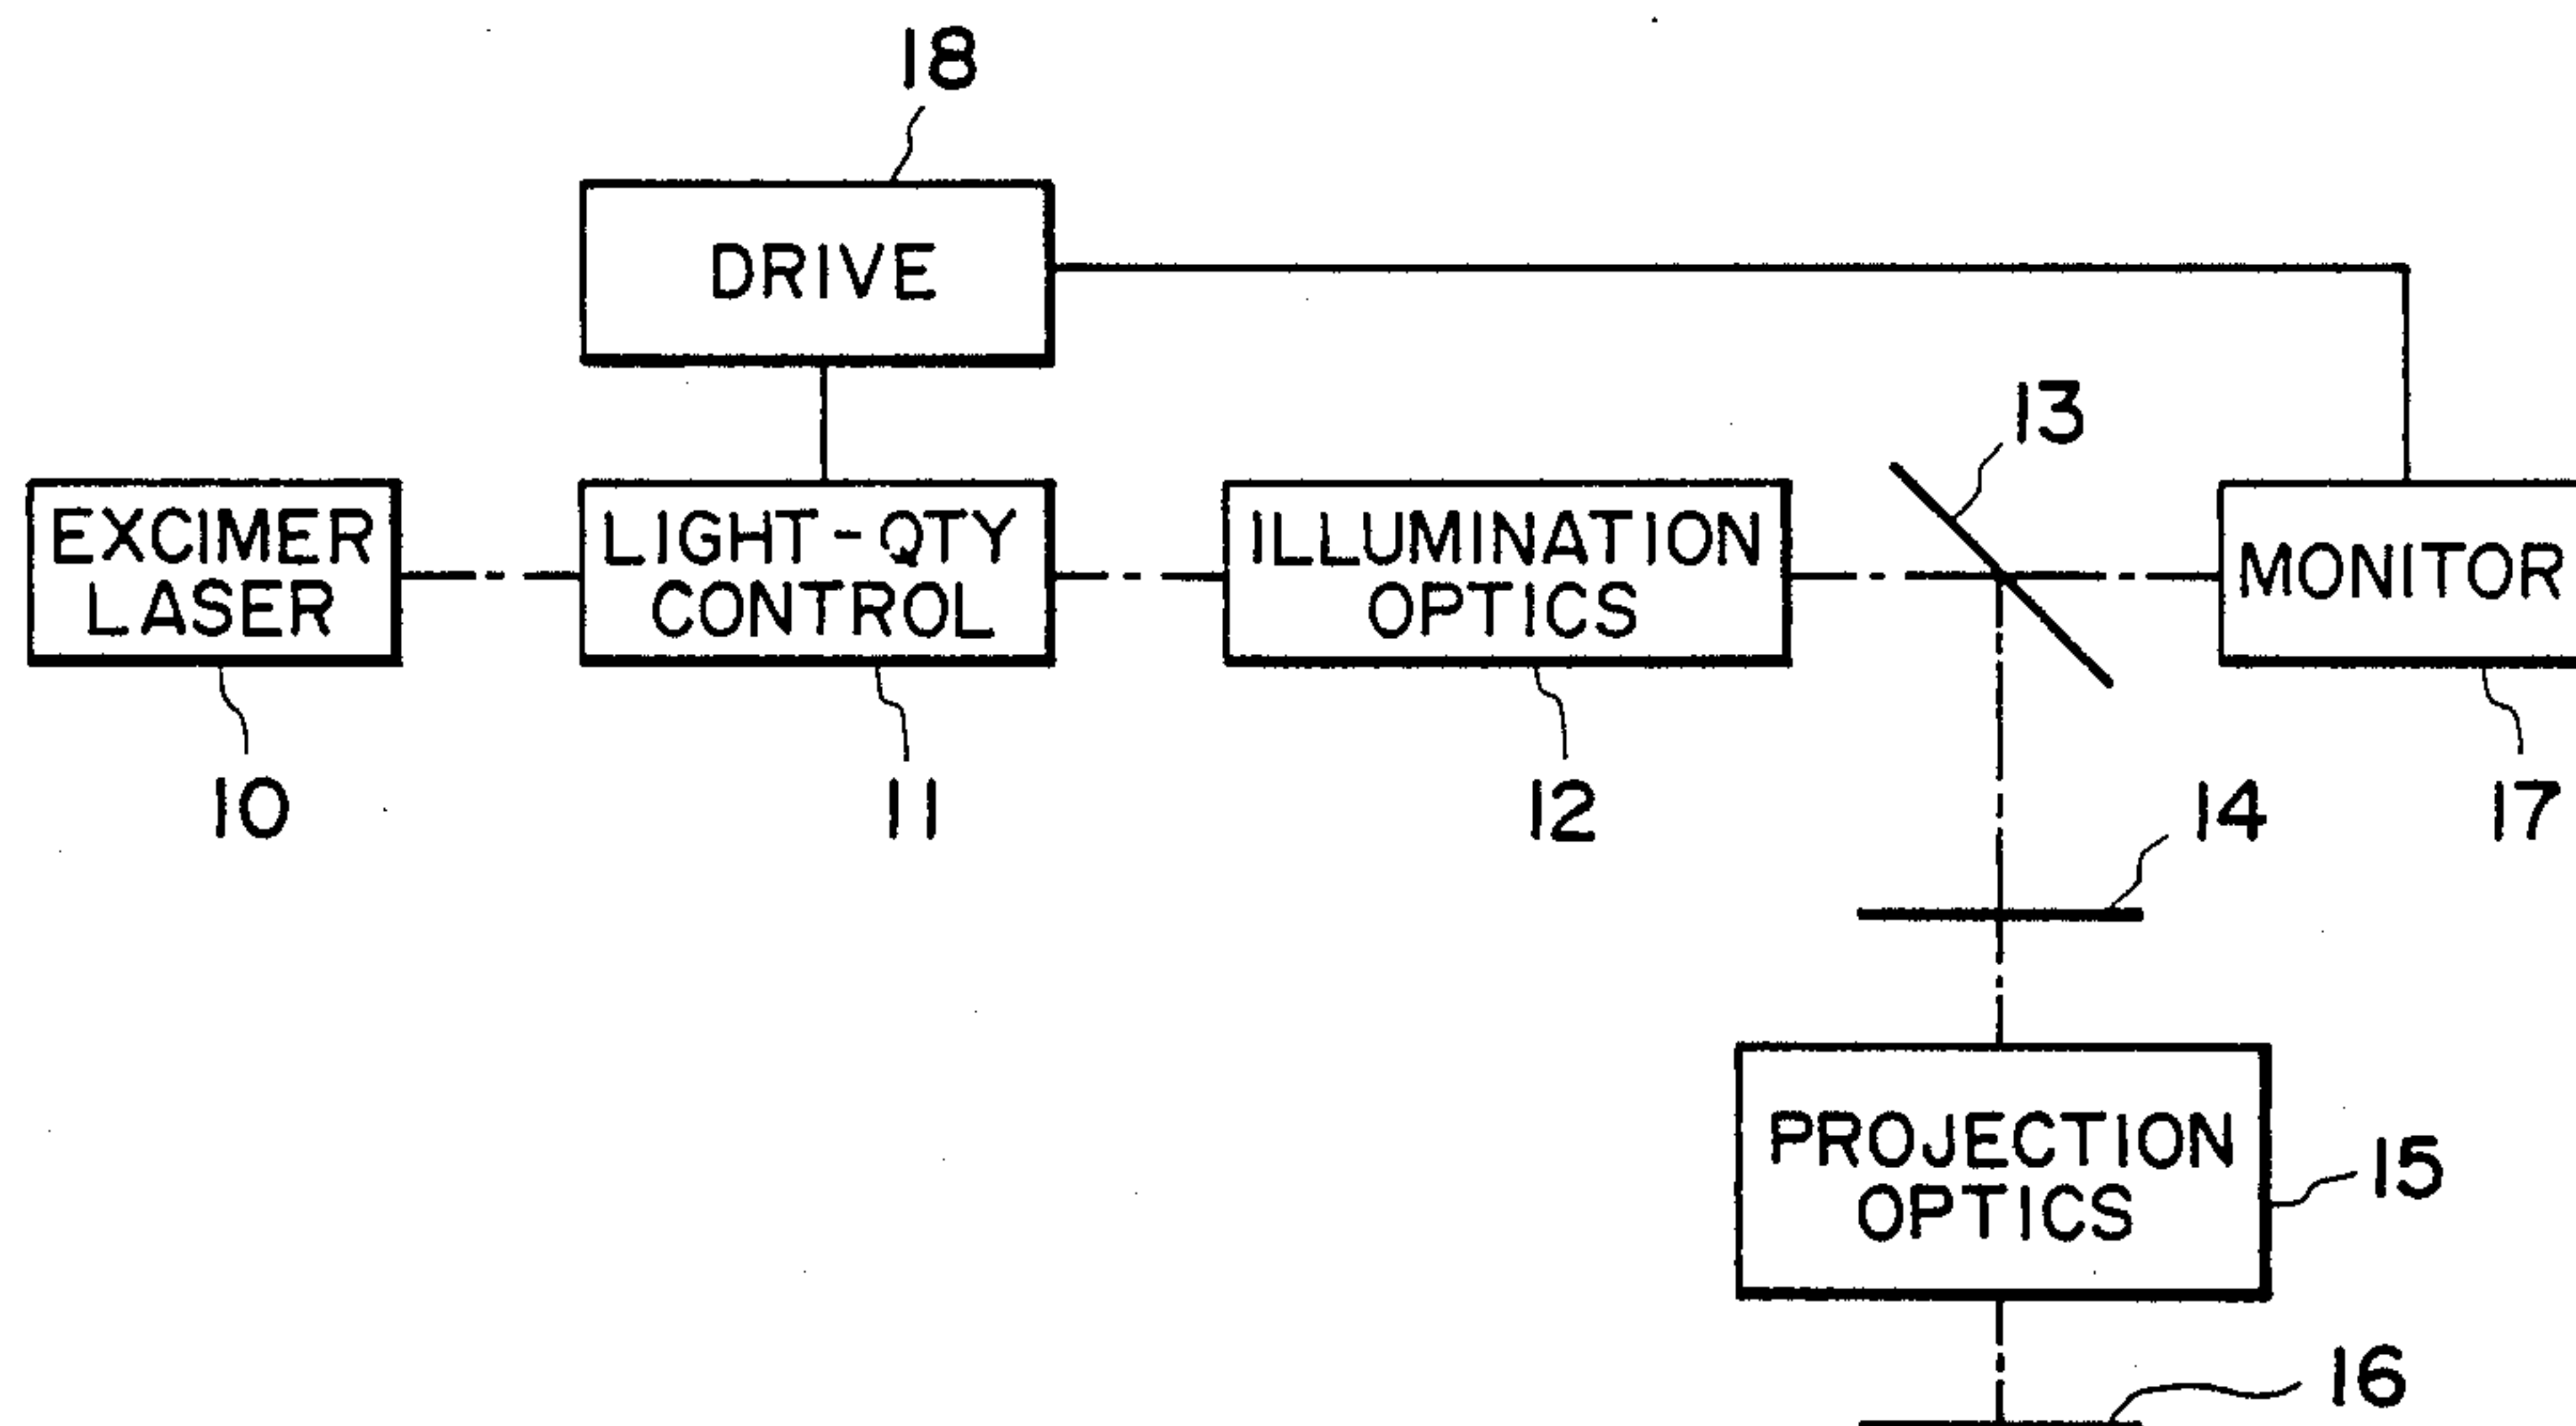 18
DRIVE
13
EXCIMER
LASER
LIGHT-QTY
CONTROL
ILLUMINATION
OPTICS
MONITOR
10
11
12
14
17
PROJECTION
OPTICS
15
16